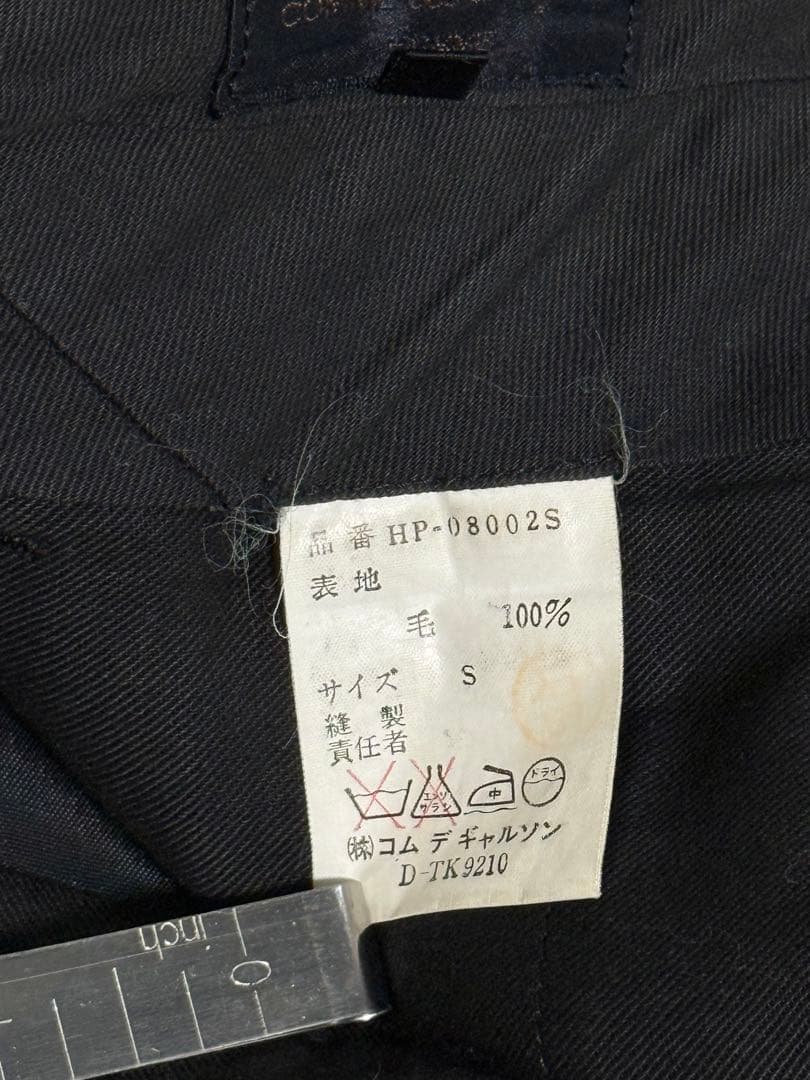 品番 HP-08002S
表地
毛 100%
サイズ S
縫製
責任者
エンソ
サラシ
中
ドライ
(株)コム デ ギャルソン
D-TK9210
inch
0